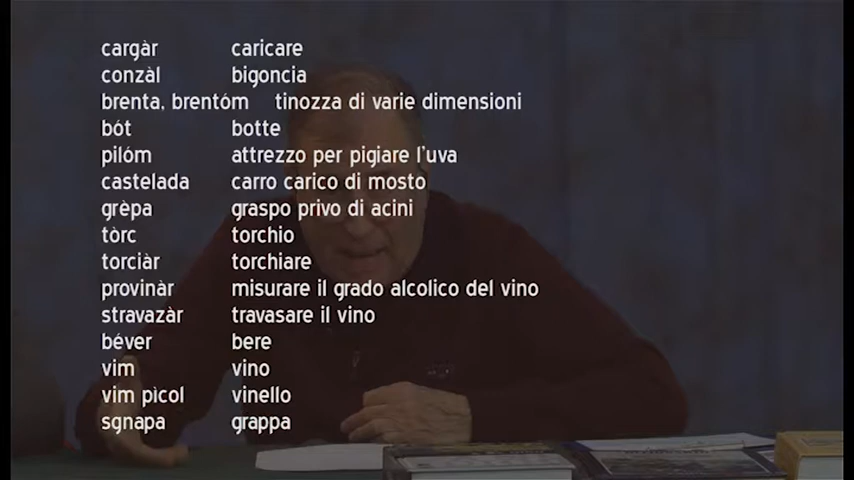 cargàr caricare
conzàl bigoncia
brenta, brentóm tinozza di varie dimensioni
bót botte
pilóm attrezzo per pigiare l'uva
castelada carro carico di mosto
grèpa graspo privo di acini
tòrc torchio
torciàr torchiare
provinàr misurare il grado alcolico del vino
stravazàr travasare il vino
béver bere
vim vino
vim pìcol vinello
sgnapa grappa